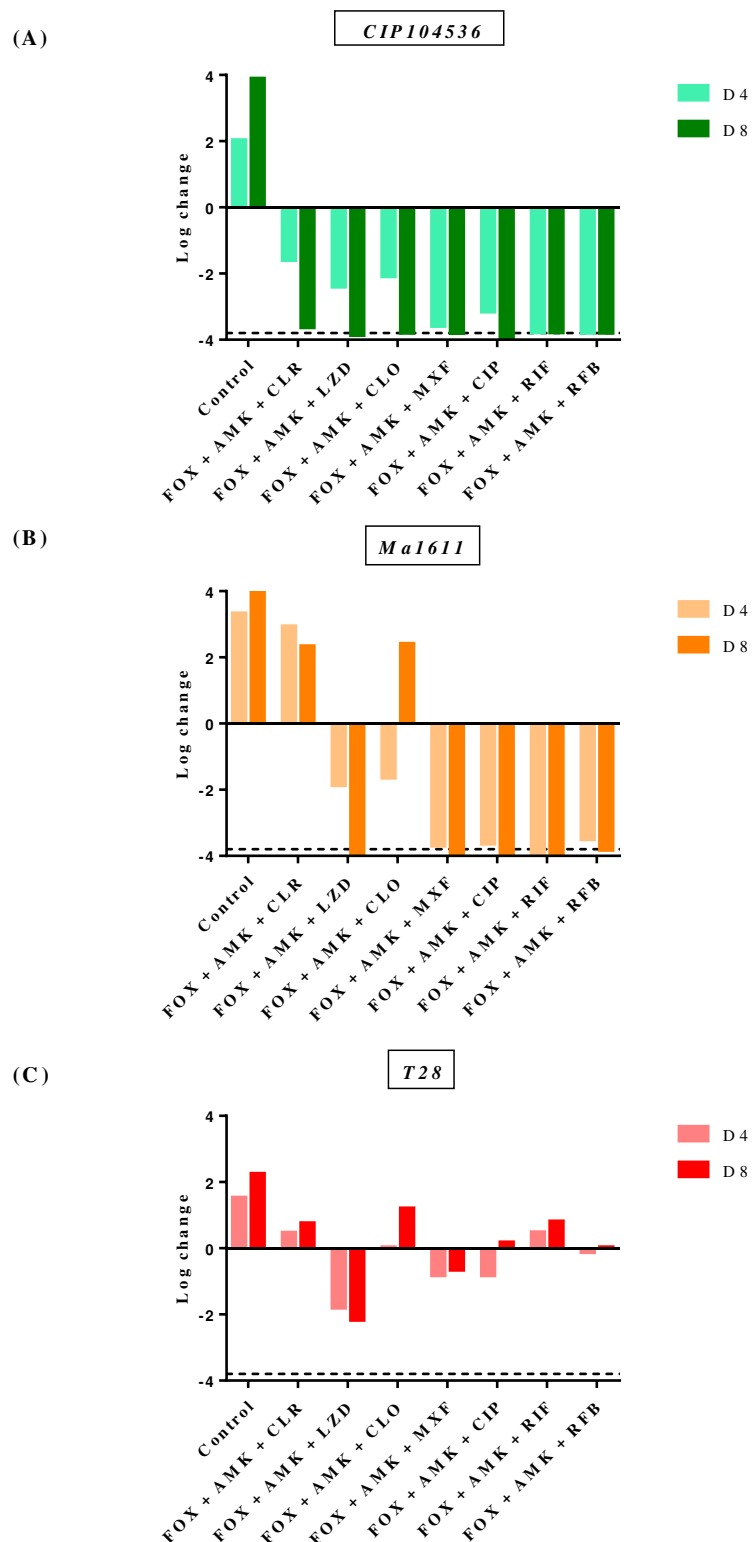 (A)
CIP104536
4
2
0
-2
-4
Log change
D 4
D 8
Control
FOX + AMK + CLR
FOX + AMK + LZD
FOX + AMK + CLO
FOX + AMK + MXF
FOX + AMK + CIP
FOX + AMK + RIF
FOX + AMK + RFB
(B)
Ma1611
4
2
0
-2
-4
Log change
D 4
D 8
Control
FOX + AMK + CLR
FOX + AMK + LZD
FOX + AMK + CLO
FOX + AMK + MXF
FOX + AMK + CIP
FOX + AMK + RIF
FOX + AMK + RFB
(C)
T28
4
2
0
-2
-4
Log change
D 4
D 8
Control
FOX + AMK + CLR
FOX + AMK + LZD
FOX + AMK + CLO
FOX + AMK + MXF
FOX + AMK + CIP
FOX + AMK + RIF
FOX + AMK + RFB